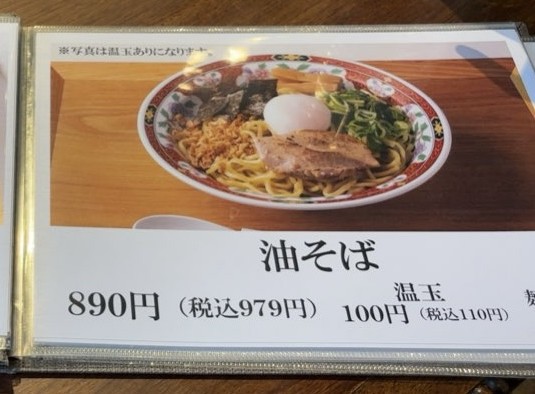 ※写真は温玉ありになります。
油そば
890円（税込979円）
温玉
100円（税込110円）